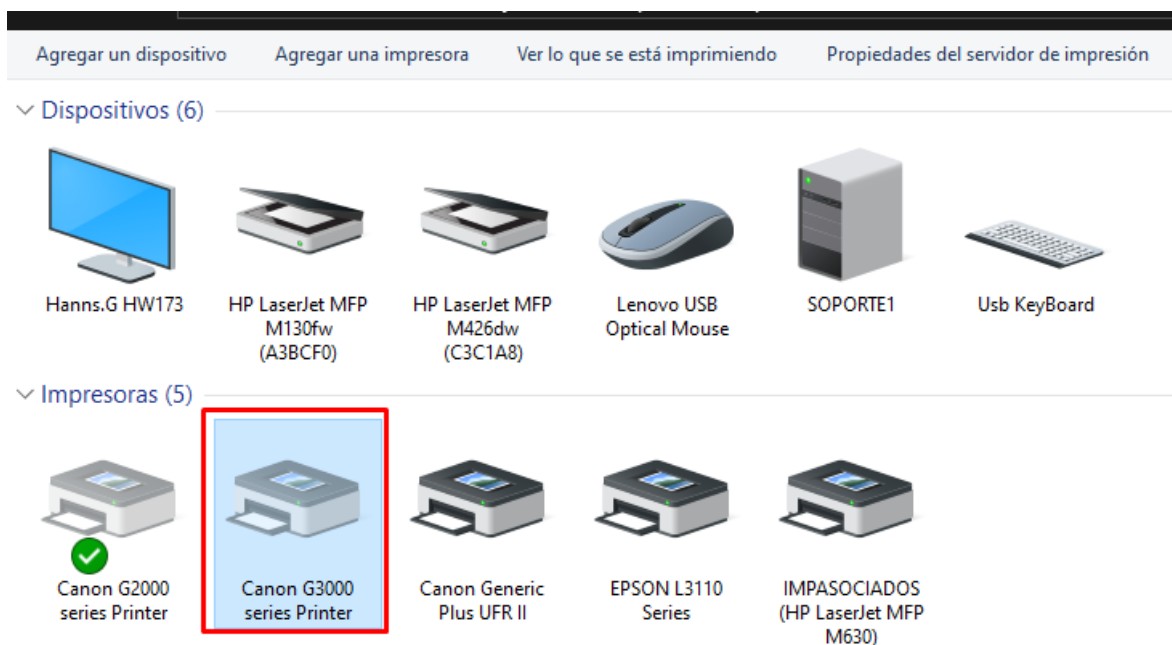 Agregar un dispositivo Agregar una impresora Ver lo que se está imprimiendo Propiedades del servidor de impresión
Dispositivos (6)
Hanns.G HW173
HP LaserJet MFP
M130fw
(A3BCF0)
HP LaserJet MFP
M426dw
(C3C1A8)
Lenovo USB
Optical Mouse
SOPORTE1
Usb KeyBoard
Impresoras (5)
Canon G2000
series Printer
Canon G3000
series Printer
Canon Generic
Plus UFR II
EPSON L3110
Series
IMPASOCIADOS
(HP LaserJet MFP
M630)